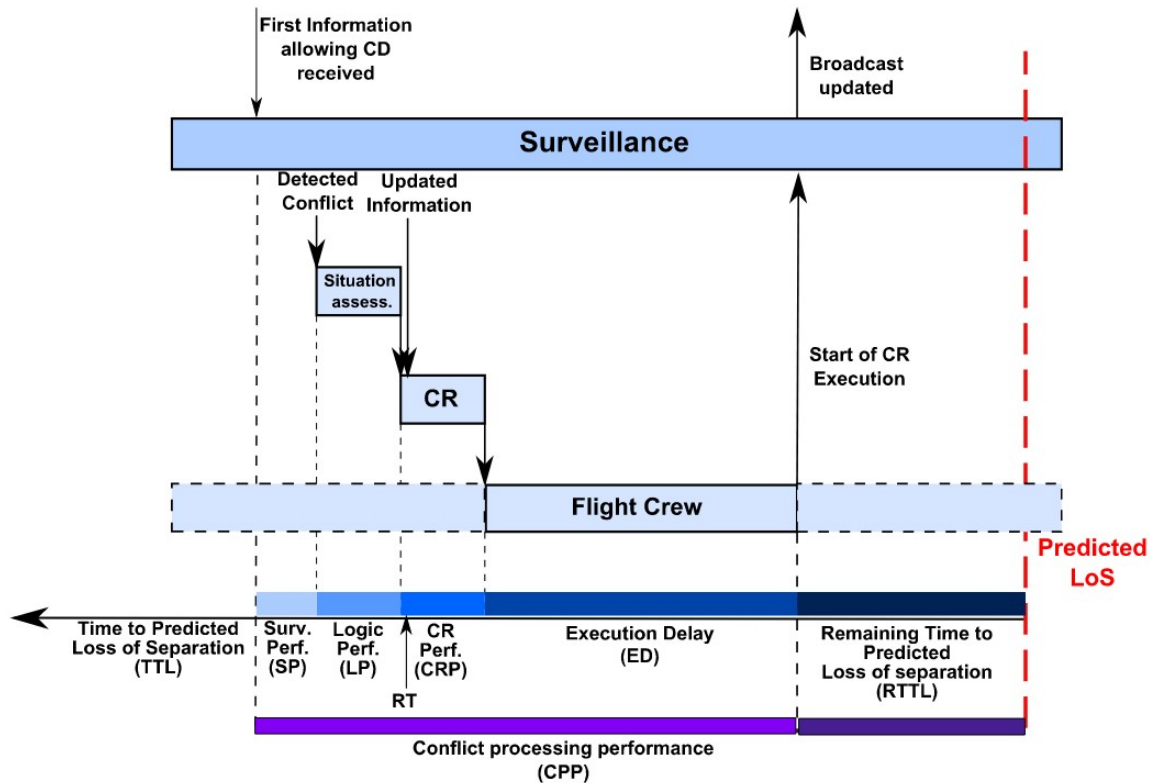 First Information
allowing CD
received
Broadcast
updated
Surveillance
Detected
Conflict
Updated
Information
Situation
assess.
CR
Start of CR
Execution
Flight Crew
Predicted
LoS
Time to Predicted
Loss of Separation
(TTL)
Surv.
Perf.
(SP)
Logic
Perf.
(LP)
CR
Perf.
(CRP)
Execution Delay
(ED)
Remaining Time to
Predicted
Loss of separation
(RTTL)
RT
Conflict processing performance
(CPP)